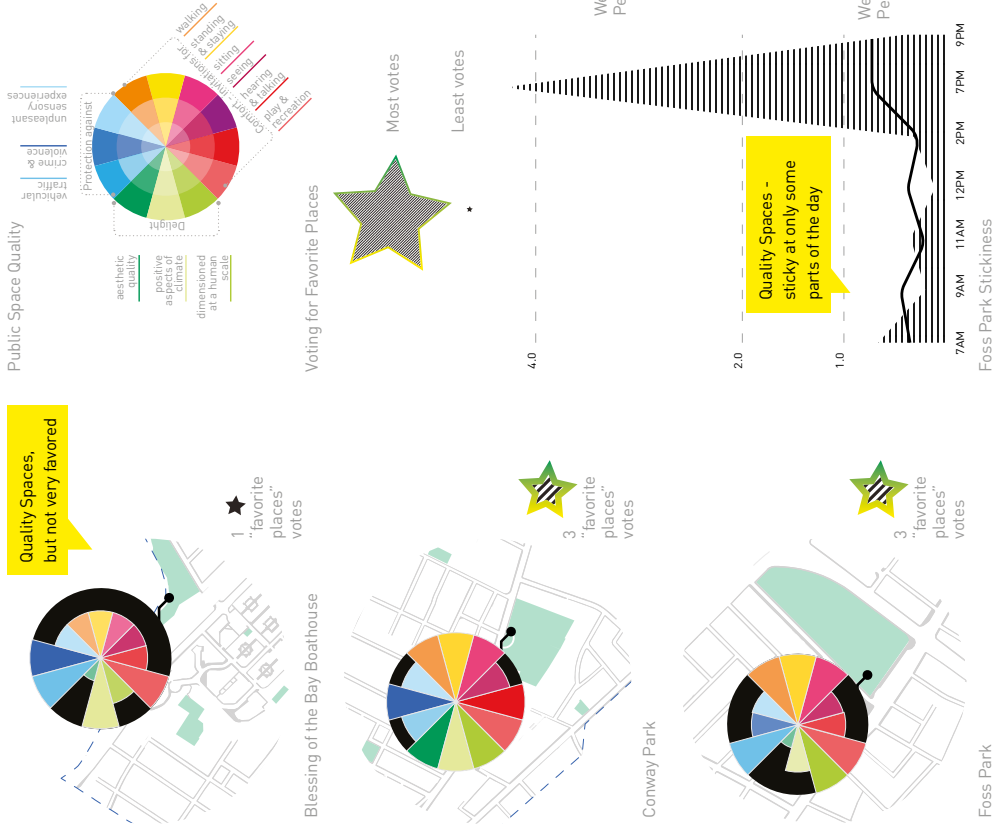 Public Space Quality
Protection against
vehicular
traffic
crime &
violence
unpleasant
sensory
experiences
Comfort invitations for
walking
standing
& staying
sitting
seeing
hearing
& talking
play &
recreation
Delight
aesthetic
quality
positive
aspects of
climate
dimensioned
at a human
scale
Voting for Favorite Places
Most votes
Least votes
We
Pe
We
Pe
4.0
2.0
1.0
Quality Spaces -
sticky at only some
parts of the day
7AM
9AM
11AM
12PM
2PM
7PM
9PM
Foss Park Stickiness
Quality Spaces,
but not very favored
1
“favorite
places”
votes
Blessing of the Bay Boathouse
3
“favorite
places”
votes
Conway Park
3
“favorite
places”
votes
Foss Park